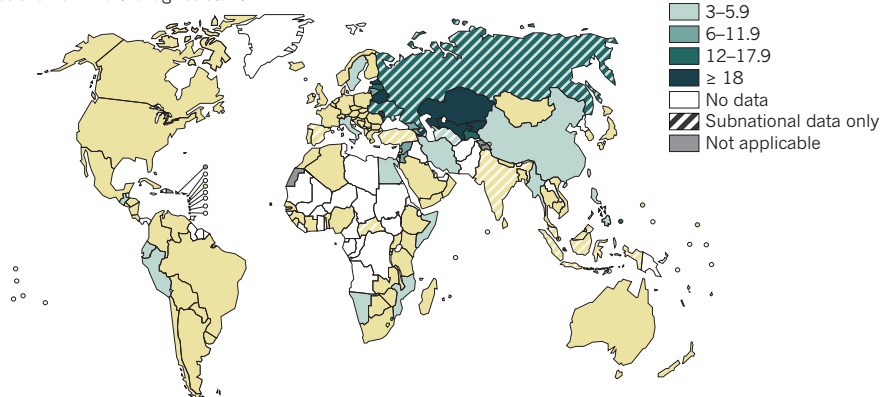 3–5.9
6–11.9
12–17.9
≥ 18
No data
Subnational data only
Not applicable